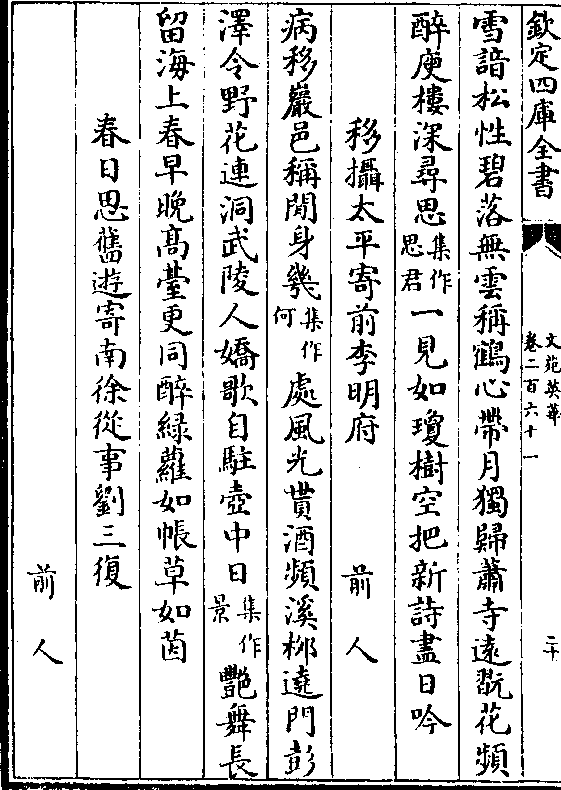 欽定四庫全書
文苑英華
卷二百六十一
二十
雪諳松性碧落無雲稱鶴心帶月獨歸蕭寺遠翫花頻
醉庾樓深尋思集作思君一見如瓊樹空把新詩盡日吟
移攝太平寄前李明府
前人
病移巖邑稱閒身幾集作何處風光貰酒頻溪栁遶門彭
澤令野花連洞武陵人嬌歌自駐壺中日集作景艷舞長
留海上春早晚髙臺更同醉緑蘿如帳草如茵
春日思舊遊寄南徐從事劉三復
前人